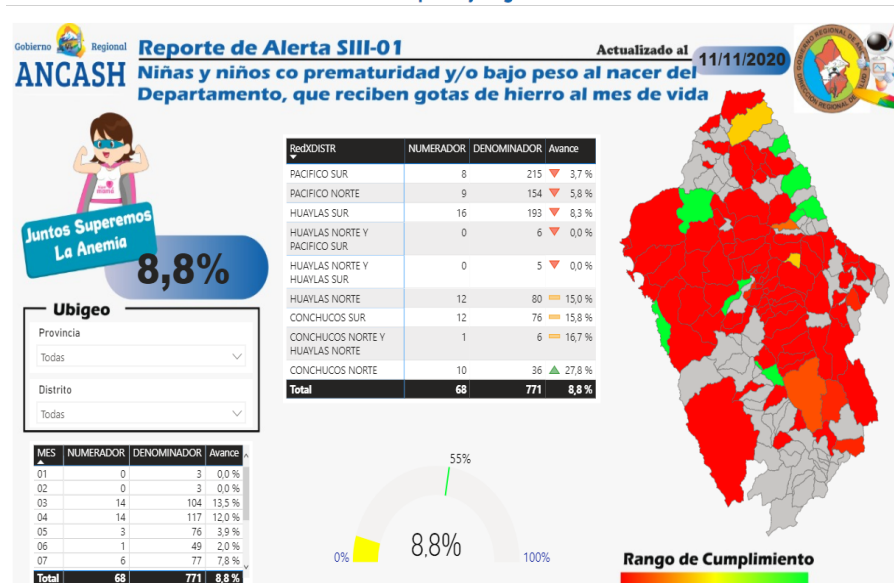 Gobierno Regional
ANCASH
Reporte de Alerta SIII-01
Actualizado al 11/11/2020
Niñas y niños co prematuridad y/o bajo peso al nacer del
Departamento, que reciben gotas de hierro al mes de vida
Juntos Superemos
La Anemia
8,8%
Ubigeo
Provincia
Todas
Distrito
Todas
RedXDISTR NUMERADOR DENOMINADOR Avance
PACIFICO SUR 8 215 3,7 %
PACIFICO NORTE 9 154 5,8 %
HUAYLAS SUR 16 193 8,3 %
HUAYLAS NORTE Y 0 6 0,0 %
PACIFICO SUR
HUAYLAS NORTE Y 0 5 0,0 %
HUAYLAS SUR
HUAYLAS NORTE 12 80 15,0 %
CONCHUCOS SUR 12 76 15,8 %
CONCHUCOS NORTE Y 1 6 16,7 %
HUAYLAS NORTE
CONCHUCOS NORTE 10 36 27,8 %
Total 68 771 8,8 %
MES NUMERADOR DENOMINADOR Avance
01 0 3 0,0 %
02 0 3 0,0 %
03 14 104 13,5 %
04 14 117 12,0 %
05 3 76 3,9 %
06 1 49 2,0 %
07 6 77 7,8 %
Total 68 771 8,8 %
55%
0% 8,8% 100%
Rango de Cumplimiento